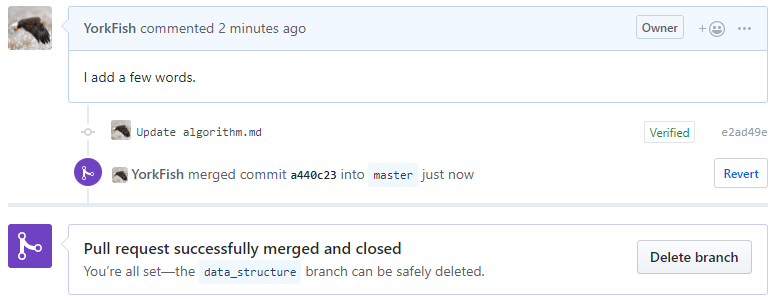 YorkFish commented 2 minutes ago Owner
I add a few words.
Update algorithm.md Verified e2ad49e
YorkFish merged commit a440c23 into master just now Revert
Pull request successfully merged and closed
You're all set—the data_structure branch can be safely deleted. Delete branch